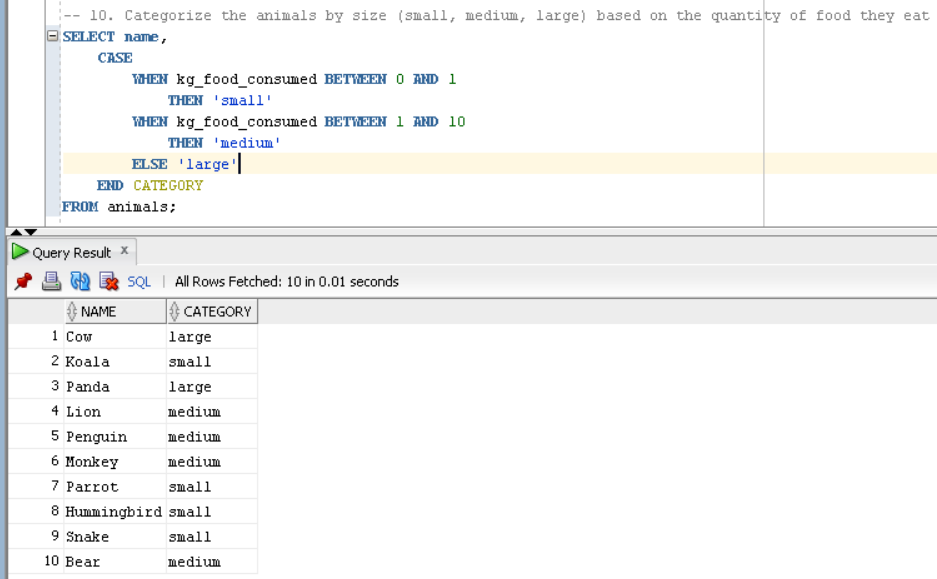 -- 10. Categorize the animals by size (small, medium, large) based on the quantity of food they eat
SELECT name,
CASE
WHEN kg_food_consumed BETWEEN 0 AND 1
THEN 'small'
WHEN kg_food_consumed BETWEEN 1 AND 10
THEN 'medium'
ELSE 'large'
END CATEGORY
FROM animals;
Query Result x
SQL | All Rows Fetched: 10 in 0.01 seconds
NAME CATEGORY
1 Cow large
2 Koala small
3 Panda large
4 Lion medium
5 Penguin medium
6 Monkey medium
7 Parrot small
8 Hummingbird small
9 Snake small
10 Bear medium